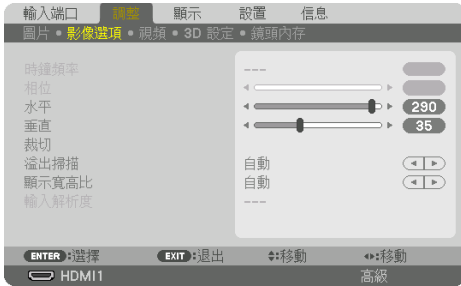 輸入端口 調整 顯示 設置 信息
圖片 • 影像選項 • 視頻 • 3D 設定 • 鏡頭內存
時鐘頻率 ---
相位
水平 290
垂直 35
裁切
溢出掃描 自動
顯示寬高比 自動
輸入解析度 ---
ENTER :選擇 EXIT :退出 :移動 :移動
HDMI1 高級